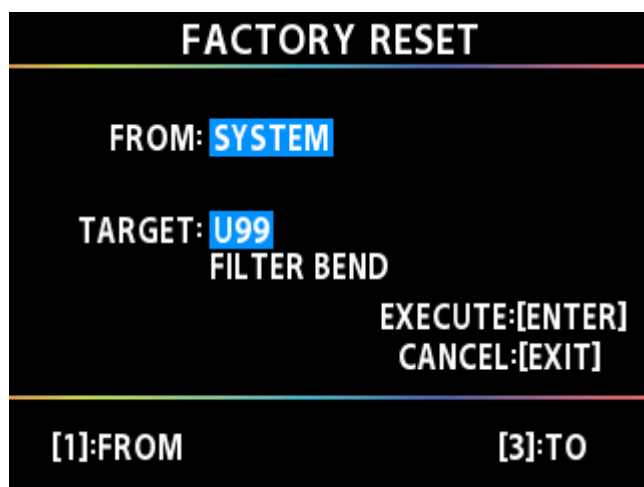 FACTORY RESET
FROM: SYSTEM
TARGET: U99
FILTER BEND
EXECUTE:[ENTER]
CANCEL:[EXIT]
[1]:FROM [3]:TO